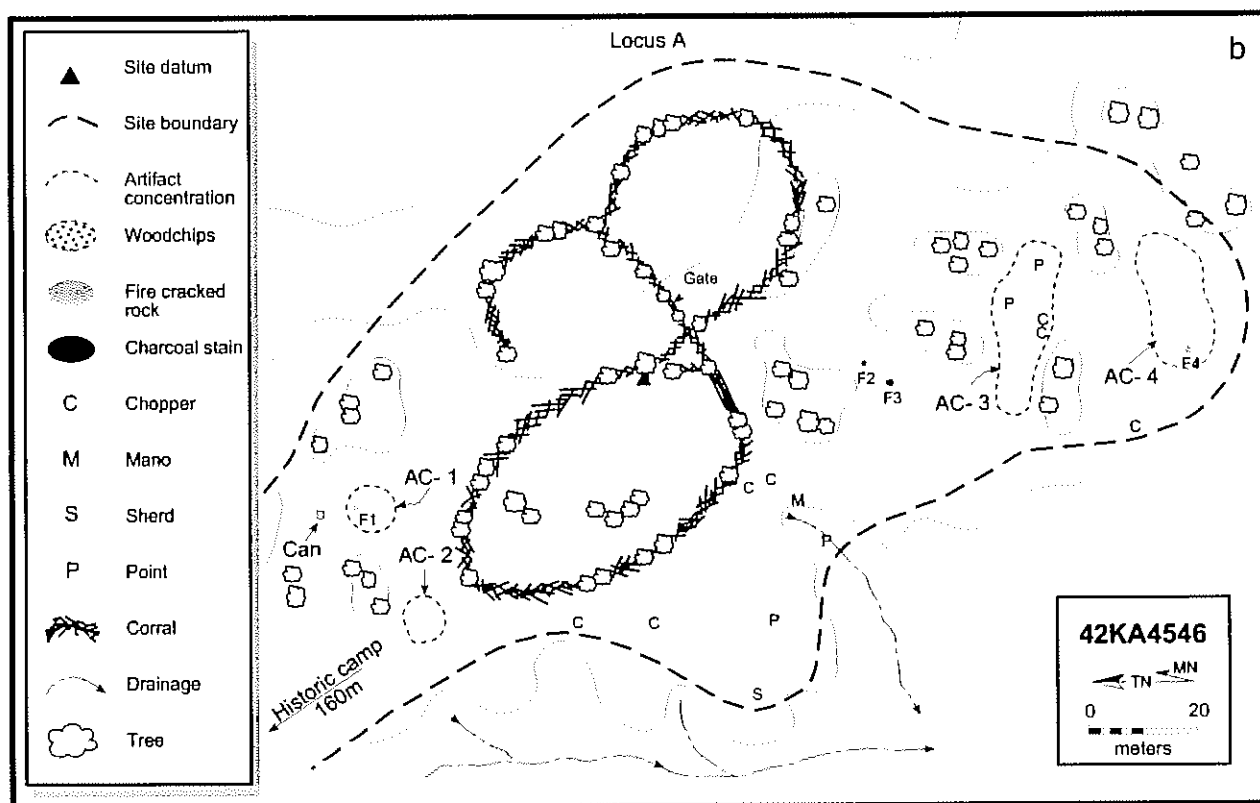 Locus A
b
Site datum
Site boundary
Artifact
concentration
Woodchips
Fire cracked
rock
Charcoal stain
C Chopper
M Mano
S Sherd
P Point
Corral
Drainage
Tree
Gate
P
P
C
C
AC-4
F4
AC-3
F2
F3
C
AC-1
F1
Can
AC-2
C C
M
P
C
C
P
S
Historic camp
160m
42KA4546
MN
TN
0 20
meters